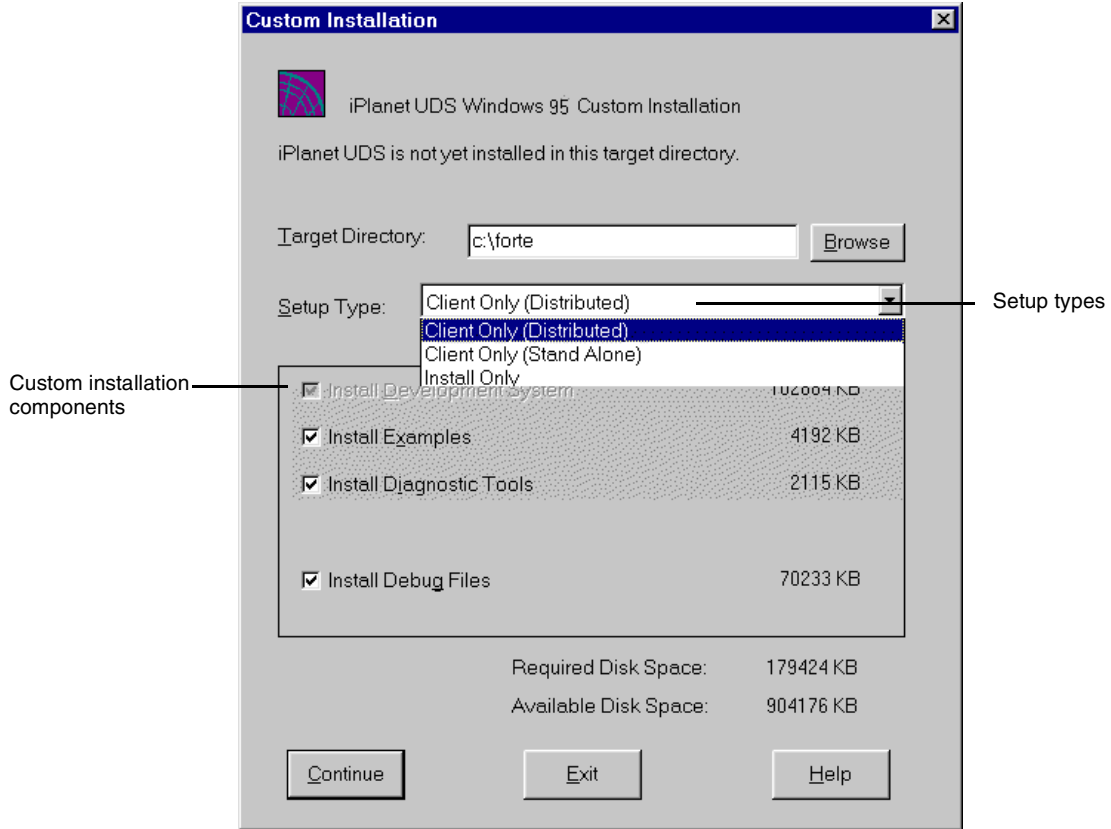 Custom Installation
iPlanet UDS Windows 95 Custom Installation
iPlanet UDS is not yet installed in this target directory.
Target Directory:
c:\forte
Browse
Setup Type:
Client Only (Distributed)
Setup types
Client Only (Distributed)
Client Only (Stand Alone)
Install Only
Custom installation
components
Install Development System
102884 KB
Install Examples
4192 KB
Install Diagnostic Tools
2115 KB
Install Debug Files
70233 KB
Required Disk Space:
179424 KB
Available Disk Space:
904176 KB
Continue
Exit
Help